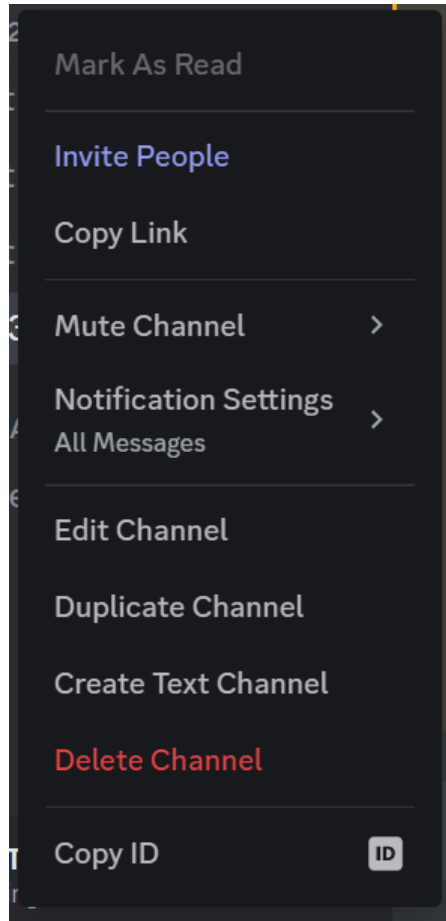 Mark As Read
Invite People
Copy Link
Mute Channel
Notification Settings
All Messages
Edit Channel
Duplicate Channel
Create Text Channel
Delete Channel
Copy ID ID